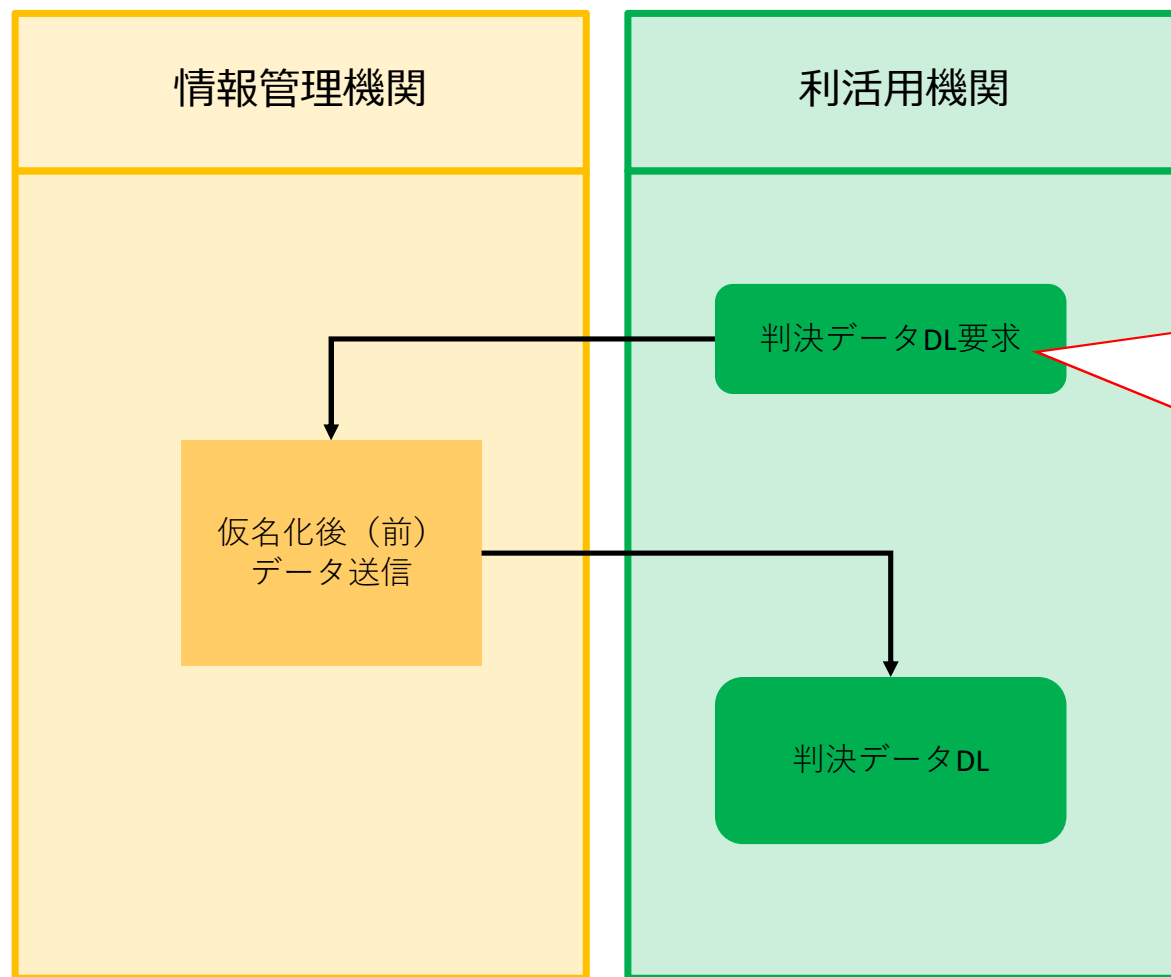 情報管理機関
利活用機関
判決データDL要求
仮名化後（前）
データ送信
判決データDL